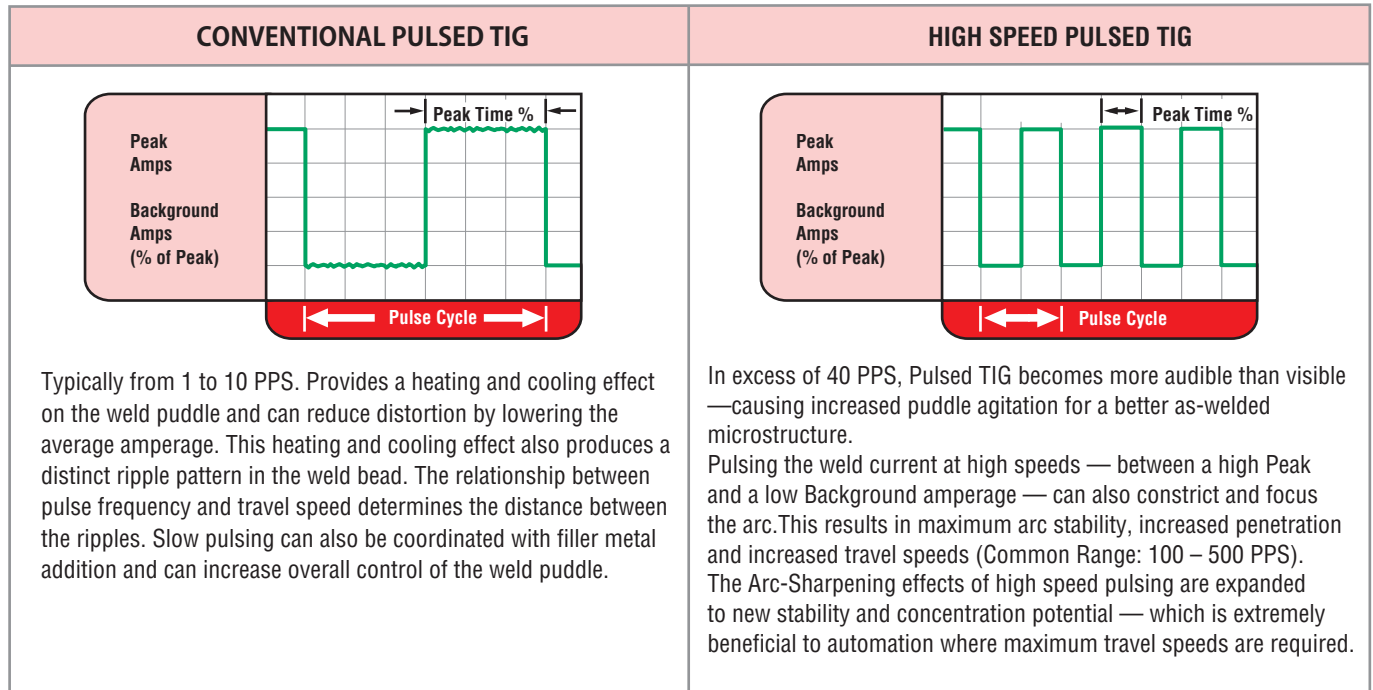 CONVENTIONAL PULSED TIG
Peak Time %
Peak
Amps
Background
Amps
(% of Peak)
Pulse Cycle
Typically from 1 to 10 PPS. Provides a heating and cooling effect
on the weld puddle and can reduce distortion by lowering the
average amperage. This heating and cooling effect also produces a
distinct ripple pattern in the weld bead. The relationship between
pulse frequency and travel speed determines the distance between
the ripples. Slow pulsing can also be coordinated with filler metal
addition and can increase overall control of the weld puddle.
HIGH SPEED PULSED TIG
Peak Time %
Peak
Amps
Background
Amps
(% of Peak)
Pulse Cycle
In excess of 40 PPS, Pulsed TIG becomes more audible than visible
—causing increased puddle agitation for a better as-welded
microstructure.
Pulsing the weld current at high speeds — between a high Peak
and a low Background amperage — can also constrict and focus
the arc.This results in maximum arc stability, increased penetration
and increased travel speeds (Common Range: 100 – 500 PPS).
The Arc-Sharpening effects of high speed pulsing are expanded
to new stability and concentration potential — which is extremely
beneficial to automation where maximum travel speeds are required.